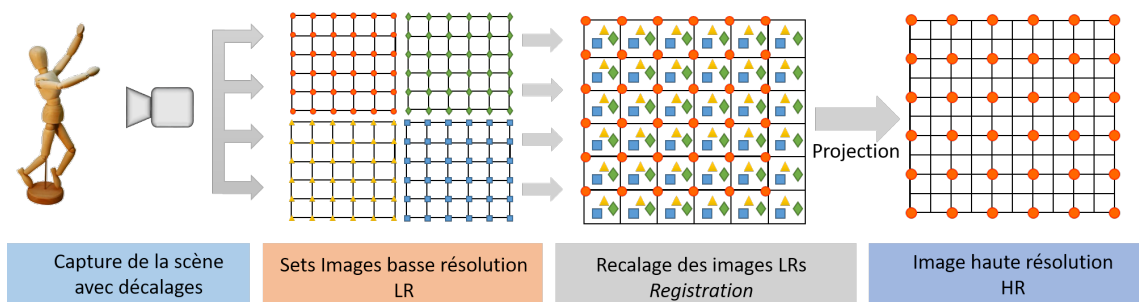 Projection
Capture de la scène
avec décalages
Sets Images basse résolution
LR
Recalage des images LRs
Registration
Image haute résolution
HR